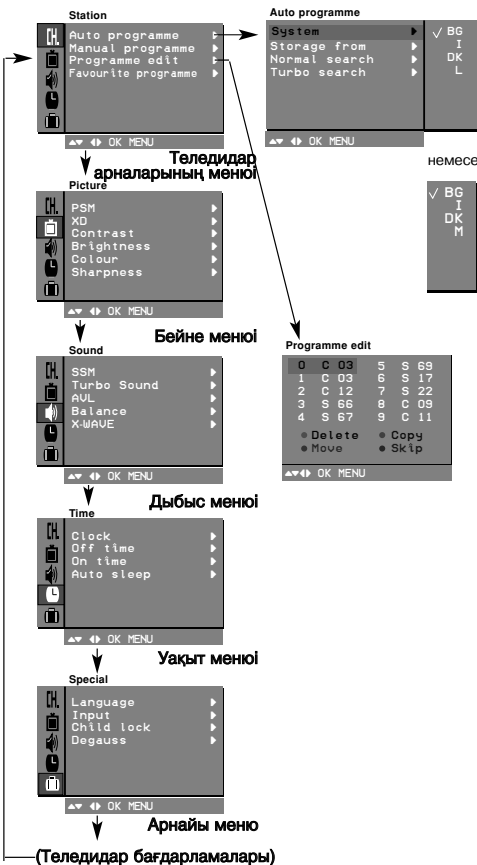 Station
CH.
Auto programme
Manual programme
Programme edit
Favourite programme
OK MENU
Теледидар
арналарының менюі
Auto programme
System
Storage from
Normal search
Turbo search
OK MENU
✓ BG
I
DK
L
немесе
✓ BG
I
DK
M
Picture
CH.
PSM
XD
Contrast
Brightness
Colour
Sharpness
OK MENU
Бейне менюі
Programme edit
0 C 03 5 S 69
1 C 03 6 S 17
2 C 12 7 S 22
3 S 66 8 C 09
4 S 67 9 C 11
Delete Copy
Move Skip
OK MENU
Sound
CH.
SSM
Turbo Sound
AVL
Balance
X-WAVE
OK MENU
Дыбыс менюі
Time
CH.
Clock
Off time
On time
Auto sleep
OK MENU
Уақыт менюі
Special
CH.
Language
Input
Child lock
Degauss
OK MENU
Арнайы меню
(Теледидар бағдарламалары)